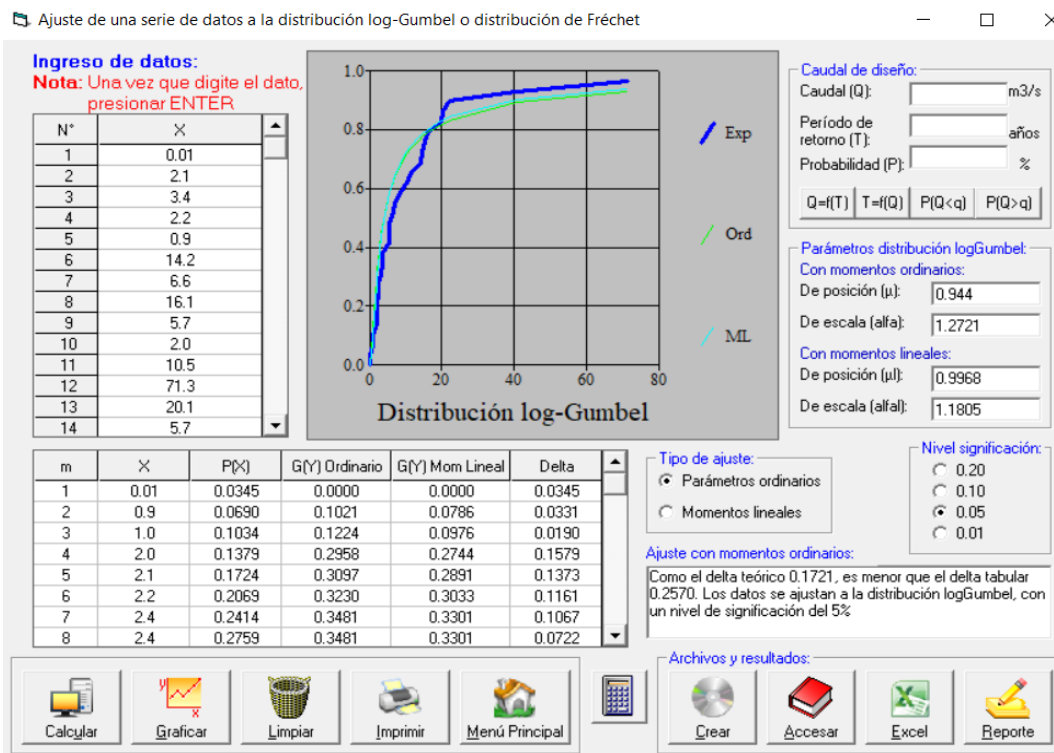 Ajuste de una serie de datos a la distribución log-Gumbel o distribución de Fréchet
Ingreso de datos:
Nota: Una vez que digite el dato,
presionar ENTER
N° X
1 0.01
2 2.1
3 3.4
4 2.2
5 0.9
6 14.2
7 6.6
8 16.1
9 5.7
10 2.0
11 10.5
12 71.3
13 20.1
14 5.7
1.0
0.8
0.6
0.4
0.2
0.0
0 20 40 60 80
Distribución log-Gumbel
Exp
Ord
ML
Caudal de diseño:
Caudal (Q): m3/s
Período de
retorno (T): años
Probabilidad (P): %
Q=f(T) T=f(Q) P(Q<q) P(Q>q)
Parámetros distribución logGumbel:
Con momentos ordinarios:
De posición (µ): 0.944
De escala (alfa): 1.2721
Con momentos lineales:
De posición (µl): 0.9968
De escala (alfal): 1.1805
m X P(X) G(Y) Ordinario G(Y) Mom Lineal Delta
1 0.01 0.0345 0.0000 0.0000 0.0345
2 0.9 0.0690 0.1021 0.0786 0.0331
3 1.0 0.1034 0.1224 0.0976 0.0190
4 2.0 0.1379 0.2958 0.2744 0.1579
5 2.1 0.1724 0.3097 0.2891 0.1373
6 2.2 0.2069 0.3230 0.3033 0.1161
7 2.4 0.2414 0.3481 0.3301 0.1067
8 2.4 0.2759 0.3481 0.3301 0.0722
Tipo de ajuste:
Parámetros ordinarios
Momentos lineales
Nivel significación:
0.20
0.10
0.05
0.01
Ajuste con momentos ordinarios:
Como el delta teórico 0.1721, es menor que el delta tabular
0.2570. Los datos se ajustan a la distribución logGumbel, con
un nivel de significación del 5%
Calcular Graficar Limpiar Imprimir Menú Principal
Archivos y resultados:
Crear Accesar Excel Reporte